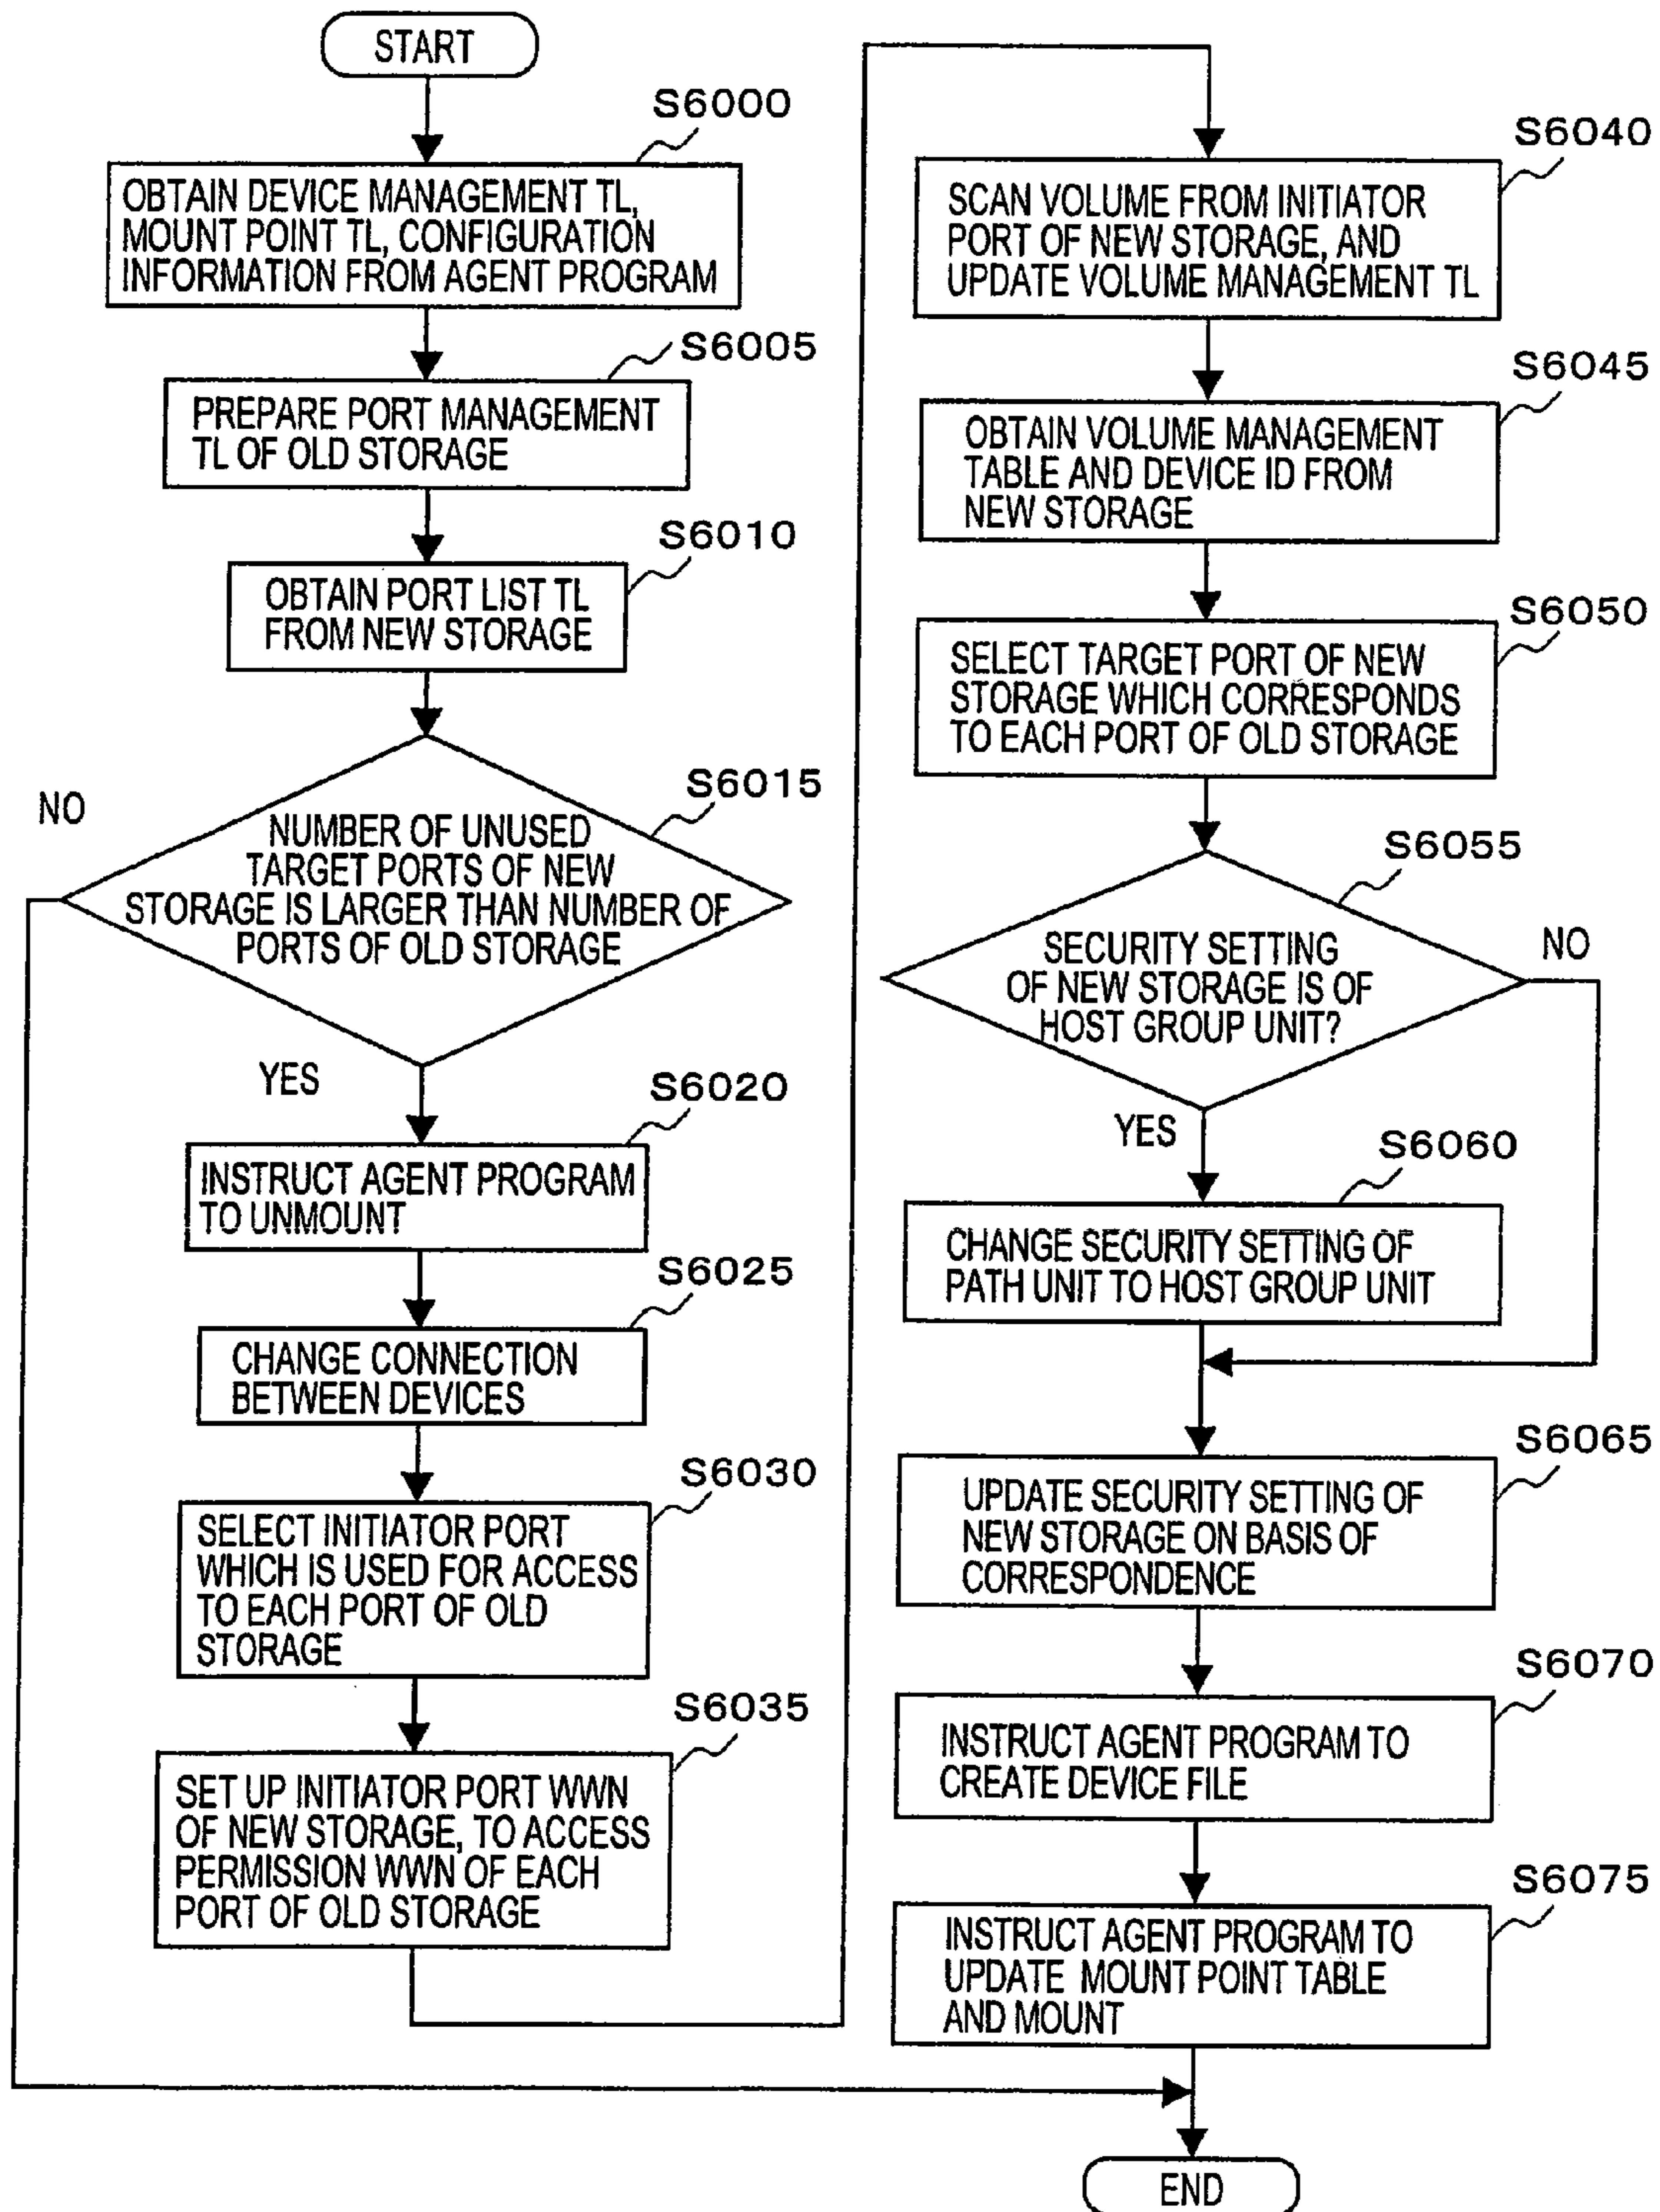 START
S6000
OBTAIN DEVICE MANAGEMENT TL,
MOUNT POINT TL, CONFIGURATION
INFORMATION FROM AGENT PROGRAM
S6005
PREPARE PORT MANAGEMENT
TL OF OLD STORAGE
S6010
OBTAIN PORT LIST TL
FROM NEW STORAGE
S6015
NO
NUMBER OF UNUSED
TARGET PORTS OF NEW
STORAGE IS LARGER THAN NUMBER OF
PORTS OF OLD STORAGE
YES
S6020
INSTRUCT AGENT PROGRAM
TO UNMOUNT
S6025
CHANGE CONNECTION
BETWEEN DEVICES
S6030
SELECT INITIATOR PORT
WHICH IS USED FOR ACCESS
TO EACH PORT OF OLD
STORAGE
S6035
SET UP INITIATOR PORT WWN
OF NEW STORAGE, TO ACCESS
PERMISSION WWN OF EACH
PORT OF OLD STORAGE
S6040
SCAN VOLUME FROM INITIATOR
PORT OF NEW STORAGE, AND
UPDATE VOLUME MANAGEMENT TL
S6045
OBTAIN VOLUME MANAGEMENT
TABLE AND DEVICE ID FROM
NEW STORAGE
S6050
SELECT TARGET PORT OF NEW
STORAGE WHICH CORRESPONDS
TO EACH PORT OF OLD STORAGE
S6055
SECURITY SETTING
OF NEW STORAGE IS OF
HOST GROUP UNIT?
NO
YES
S6060
CHANGE SECURITY SETTING OF
PATH UNIT TO HOST GROUP UNIT
S6065
UPDATE SECURITY SETTING OF
NEW STORAGE ON BASIS OF
CORRESPONDENCE
S6070
INSTRUCT AGENT PROGRAM TO
CREATE DEVICE FILE
S6075
INSTRUCT AGENT PROGRAM TO
UPDATE MOUNT POINT TABLE
AND MOUNT
END